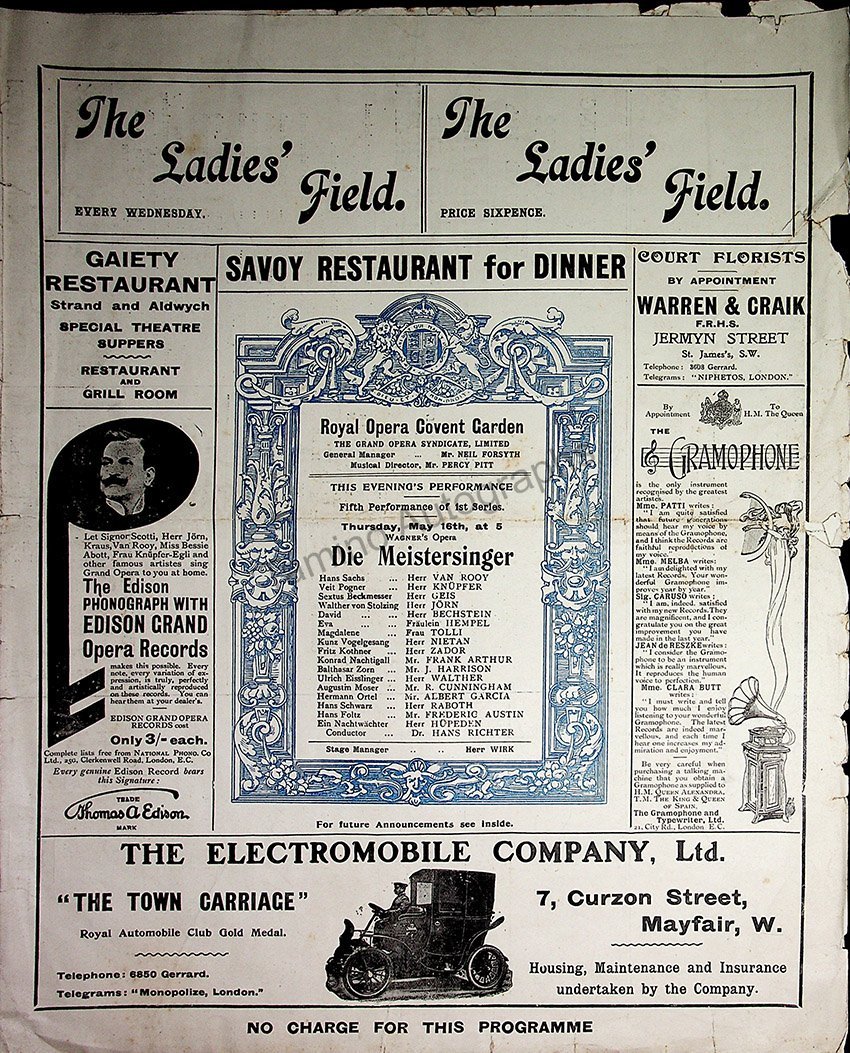 The
Ladies'
Field.
EVERY WEDNESDAY.
The
Ladies'
Field.
PRICE SIXPENCE.
GAIETY
RESTAURANT
Strand and Aldwych
SPECIAL THEATRE
SUPPERS
RESTAURANT
AND
GRILL ROOM
Let Signor Scotti, Herr Jörn,
Kraus, Van Rooy, Miss Bessie
Abott, Frau Knüpfer-Egli and
other famous artistes sing
Grand Opera to you at home.
The Edison
PHONOGRAPH WITH
EDISON GRAND
Opera Records
makes this possible. Every
note, every variation of ex-
pression, is truly, perfectly
and artistically reproduced
on these records. You can
hear them at your dealer's.
EDISON GRAND OPERA
RECORDS cost
Only 3/- each.
Complete lists free from NATIONAL PHONO. Co
Ltd., 25o, Clerkenwell Road, London, E.C.
Every genuine Edison Record bears
this Signature:
TRADE
Thomas A Edison
MARK
SAVOY RESTAURANT for DINNER
Royal Opera Covent Garden
THE GRAND OPERA SYNDICATE, LIMITED
General Manager ... Mr. NEIL FORSYTH
Musical Director, Mr. PERCY PITT
THIS EVENING'S PERFORMANCE
Fifth Performance of 1st Series.
Thursday, May 16th, at 5
WAGNER'S Opera
Die Meistersinger
Hans Sachs ... Herr VAN ROOY
Veit Pogner ... Herr KNÜPFER
Sextus Beckmesser Herr GEIS
Walther von Stolzing Herr JÖRN
David ... ... Herr BECHSTEIN
Eva ... ... Fräulein HEMPEL
Magdalene ... Frau TOLLI
Kunz Vogelgesang Herr NIETAN
Fritz Kothner ... Herr ZADOR
Konrad Nachtigall Mr. FRANK ARTHUR
Balthasar Zorn ... Mr. J. HARRISON
Ulrich Eisslinger ... Herr WALTHER
Augustin Moser ... Mr. R. CUNNINGHAM
Hermann Ortel ... Mr. ALBERT GARCIA
Hans Schwarz ... Herr RABOTH
Hans Foltz ... Mr. FREDERIC AUSTIN
Ein Nachtwächter Herr HÖPEDEN
Conductor ... Dr. HANS RICHTER
Stage Manager .. .. Herr WIRK
For future Announcements see Inside.
COURT FLORISTS
BY APPOINTMENT
WARREN & CRAIK
F.R.H.S.
JERMYN STREET
St. James's, S.W.
Telephone: 3603 Gerrard.
Telegrams: "NIPHETOS, LONDON."
By Appointment To H.M. The Queen
THE
GRAMOPHONE
is the only instrument
recognised by the greatest
artistes.
Mme. PATTI writes:
"I am quite satisfied
that future generations
should hear my voice by
means of the Gramophone,
and I think the Records are
faithful reproductions of
my voice."
Mme. MELBA writes:
"I am delighted with my
latest Records. Your won-
derful Gramophone im-
proves year by year."
Sig. CARUSO writes:
"I am, indeed, satisfied
with my new Records. They
are magnificent, and I con-
gratulate you on the great
improvement you have
made in the last year."
JEAN de RESZKE writes:
"I consider the Gramo-
phone to be an instrument
which is really marvellous.
It reproduces the human
voice to perfection."
Mme. CLARA BUTT
writes:
"I must write and tell
you how much I enjoy
listening to your wonderful
Gramophone. The latest
Records are indeed mar-
vellous, and each time I
hear one increases my ad-
miration and enjoyment."
Be very careful when
purchasing a talking ma-
chine that you obtain a
Gramophone as supplied to
H.M. QUEEN ALEXANDRA,
T.M. THE KING & QUEEN
OF SPAIN.
The Gramophone and
Typewriter, Ltd.
21, City Rd., London E.C.
THE ELECTROMOBILE COMPANY, Ltd.
"THE TOWN CARRIAGE"
Royal Automobile Club Gold Medal.
Telephone: 6850 Gerrard.
Telegrams: "Monopolize, London."
7, Curzon Street,
Mayfair, W.
Housing, Maintenance and Insurance
undertaken by the Company.
NO CHARGE FOR THIS PROGRAMME